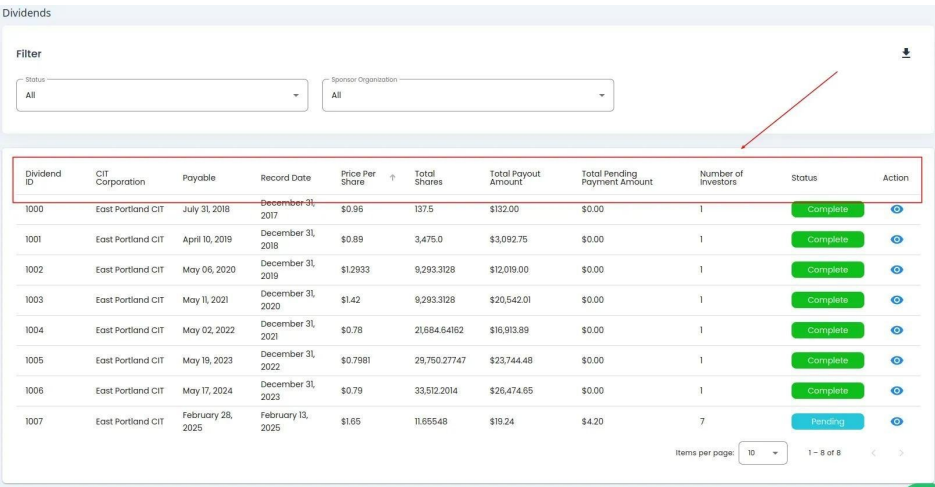 Dividends
Filter
Status
All
Sponsor Organization
All
Dividend ID CIT Corporation Payable Record Date Price Per Share ↑ Total Shares Total Payout Amount Total Pending Payment Amount Number of Investors Status Action
1000 East Portland CIT July 31, 2018 December 31, 2017 $0.96 137.5 $132.00 $0.00 1 Complete
1001 East Portland CIT April 10, 2019 December 31, 2018 $0.89 3,475.0 $3,092.75 $0.00 1 Complete
1002 East Portland CIT May 06, 2020 December 31, 2019 $1.2933 9,293.3128 $12,019.00 $0.00 1 Complete
1003 East Portland CIT May 11, 2021 December 31, 2020 $1.42 9,293.3128 $20,542.01 $0.00 1 Complete
1004 East Portland CIT May 02, 2022 December 31, 2021 $0.78 21,684.64162 $16,913.89 $0.00 1 Complete
1005 East Portland CIT May 19, 2023 December 31, 2022 $0.7981 29,750.27747 $23,744.48 $0.00 1 Complete
1006 East Portland CIT May 17, 2024 December 31, 2023 $0.79 33,512.2014 $26,474.65 $0.00 1 Complete
1007 East Portland CIT February 28, 2025 February 13, 2025 $1.65 11.65548 $19.24 $4.20 7 Pending
Items per page: 10 1 – 8 of 8